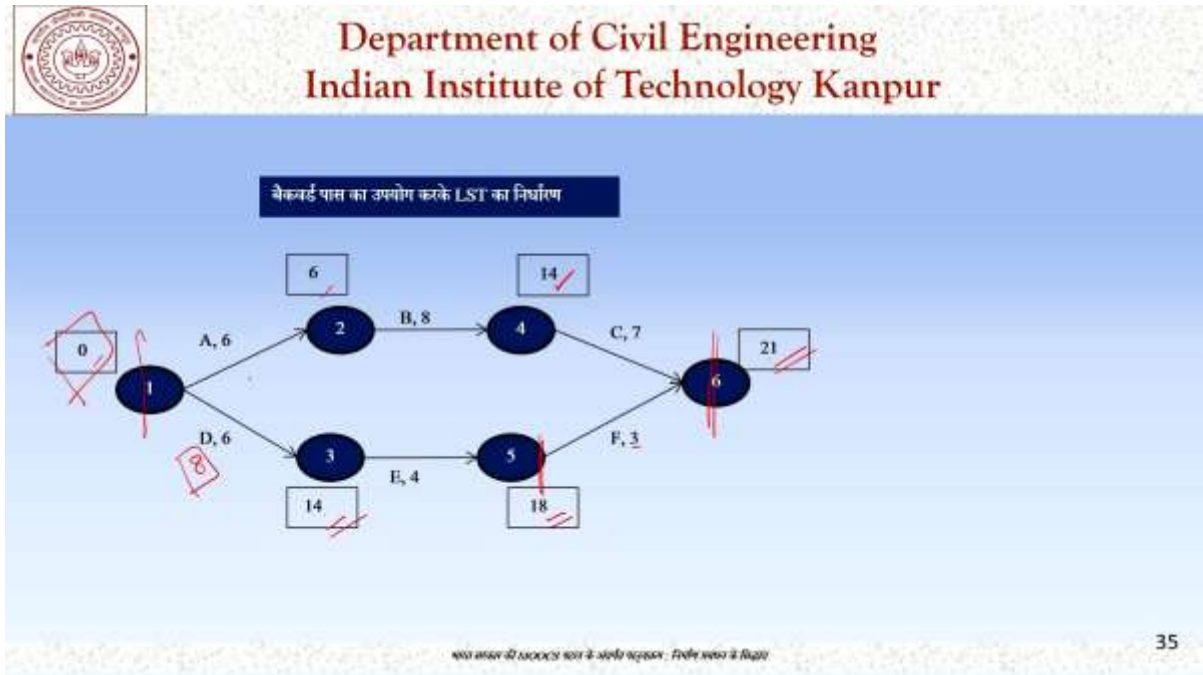 Department of Civil Engineering
Indian Institute of Technology Kanpur
बैकवर्ड पास का उपयोग करके LST का निर्धारण
6
14
B, 8
2
4
A, 6
C, 7
0
21
1
6
D, 6
F, 3
8
3
5
E, 4
14
18
35